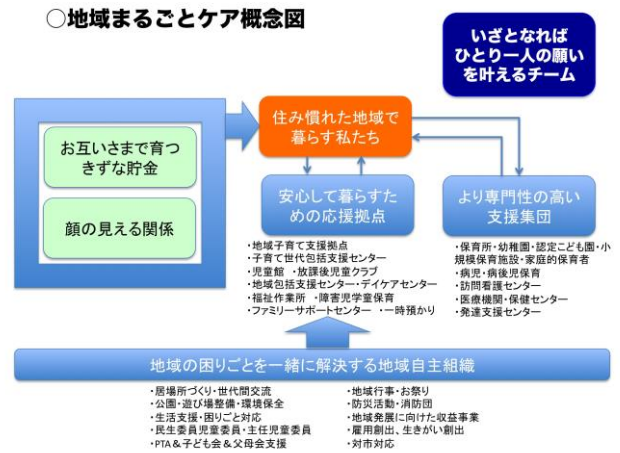 ○地域まるごとケア概念図
いざとなれば
ひとり一人の願い
を叶えるチーム
お互いさまで育つ
きずな貯金
顔の見える関係
住み慣れた地域で
暮らす私たち
安心して暮らすた
めの応援拠点
・地域子育て支援拠点
・子育て世代包括支援センター
・児童館 ・放課後児童クラブ
・地域包括支援センター・デイケアセンター
・福祉作業所 ・障害児学童保育
・ファミリーサポートセンター ・一時預かり
より専門性の高い
支援集団
・保育所・幼稚園・認定こども園・小
規模保育施設・家庭的保育者
・病児・病後児保育
・訪問看護センター
・医療機関・保健センター
・発達支援センター
地域の困りごとを一緒に解決する地域自主組織
・居場所づくり・世代間交流
・公園・遊び場整備・環境保全
・生活支援・困りごと対応
・民生委員児童委員・主任児童委員
・PTA&子ども会&父母会支援
・地域行事・お祭り
・防災活動・消防団
・地域発展に向けた収益事業
・雇用創出、生きがい創出
・対市対応